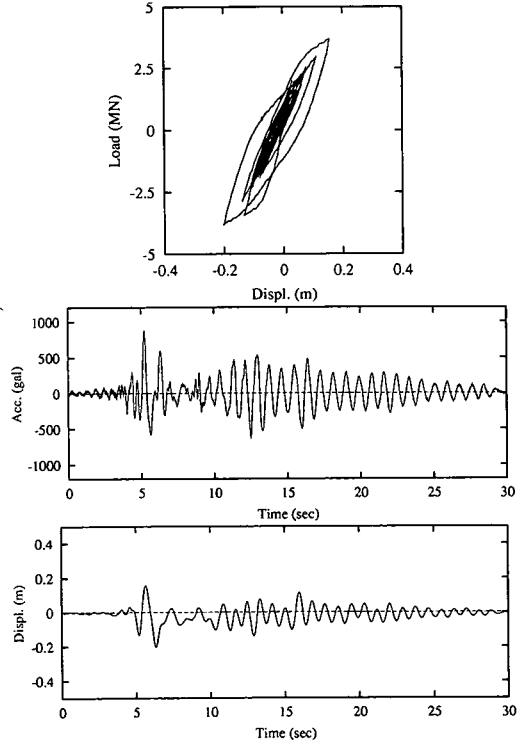 5
2.5
0
-2.5
-5
Load (MN)
-0.4 -0.2 0 0.2 0.4
Displ. (m)
1000
500
0
-500
-1000
Acc. (gal)
0 5 10 15 20 25 30
Time (sec)
0.4
0.2
0
-0.2
-0.4
Displ. (m)
0 5 10 15 20 25 30
Time (sec)